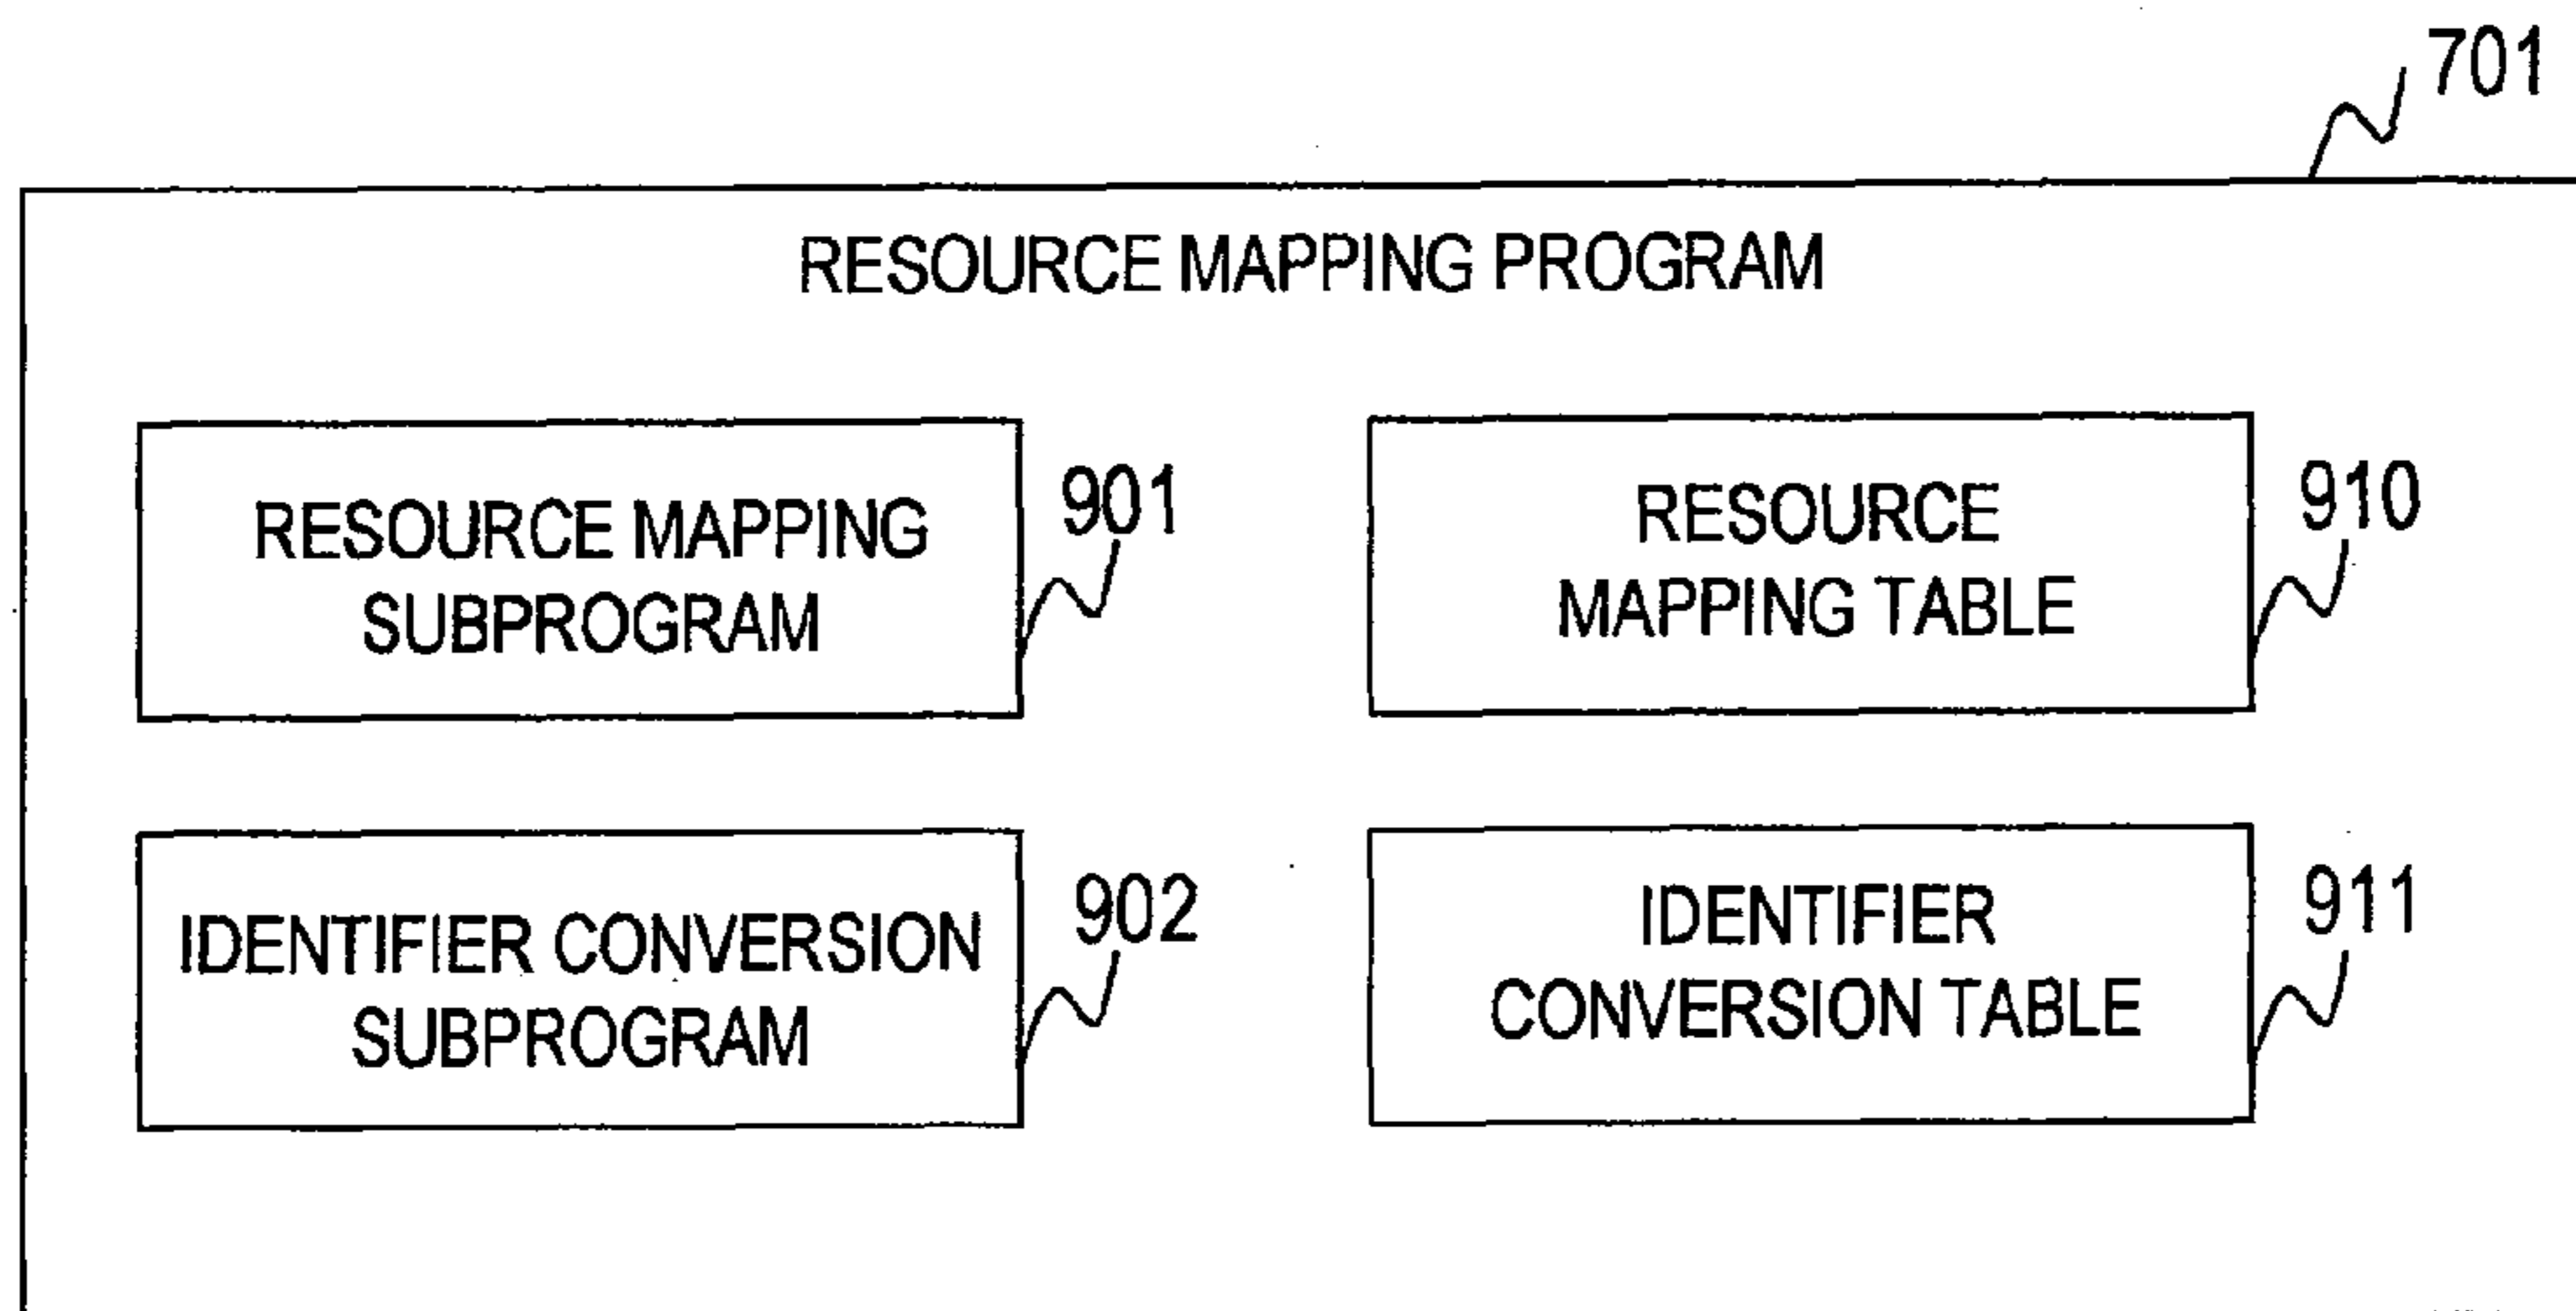 701
RESOURCE MAPPING PROGRAM
RESOURCE MAPPING
SUBPROGRAM
901
RESOURCE
MAPPING TABLE
910
IDENTIFIER CONVERSION
SUBPROGRAM
902
IDENTIFIER
CONVERSION TABLE
911